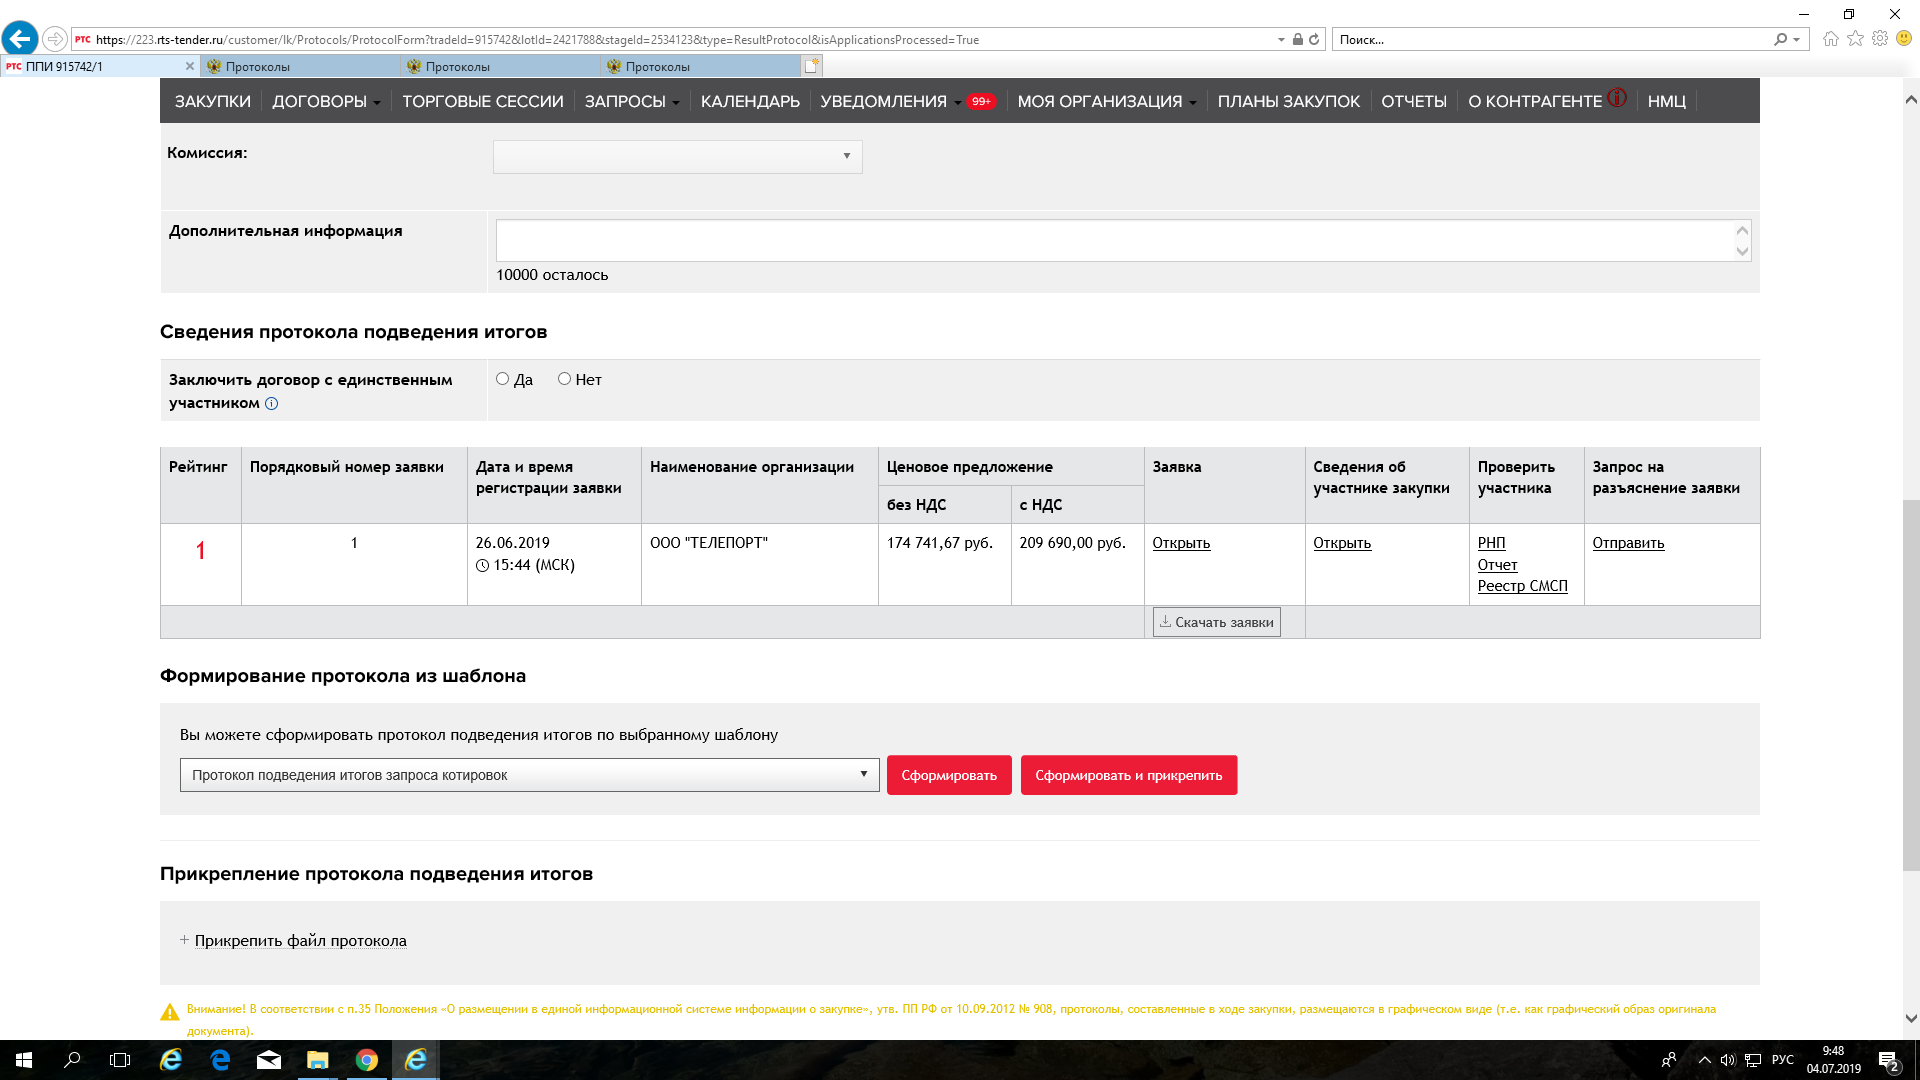 https://223.rts-tender.ru/customer/lk/Protocols/ProtocolForm?tradeId=915742&lotId=2421788&stageId=2534123&type=ResultProtocol&isApplicationsProcessed=True
Поиск...
РТС ППИ 915742/1
Протоколы
Протоколы
Протоколы
ЗАКУПКИ ДОГОВОРЫ ТОРГОВЫЕ СЕССИИ ЗАПРОСЫ КАЛЕНДАРЬ УВЕДОМЛЕНИЯ 99+ МОЯ ОРГАНИЗАЦИЯ ПЛАНЫ ЗАКУПОК ОТЧЕТЫ О КОНТРАГЕНТЕ НМЦ
Комиссия:
Дополнительная информация
10000 осталось
Сведения протокола подведения итогов
Заключить договор с единственным
участником
Да Нет
Рейтинг
Порядковый номер заявки
Дата и время
регистрации заявки
Наименование организации
Ценовое предложение
без НДС
с НДС
Заявка
Сведения об
участнике закупки
Проверить
участника
Запрос на
разъяснение заявки
1
1
26.06.2019
15:44 (МСК)
ООО "ТЕЛЕПОРТ"
174 741,67 руб.
209 690,00 руб.
Открыть
Открыть
РНП
Отчет
Реестр СМСП
Отправить
Скачать заявки
Формирование протокола из шаблона
Вы можете сформировать протокол подведения итогов по выбранному шаблону
Протокол подведения итогов запроса котировок
Сформировать
Сформировать и прикрепить
Прикрепление протокола подведения итогов
+ Прикрепить файл протокола
Внимание! В соответствии с п.35 Положения «О размещении в единой информационной системе информации о закупке», утв. ПП РФ от 10.09.2012 № 908, протоколы, составленные в ходе закупки, размещаются в графическом виде (т.е. как графический образ оригинала
документа).
РУС
9:48
04.07.2019
2